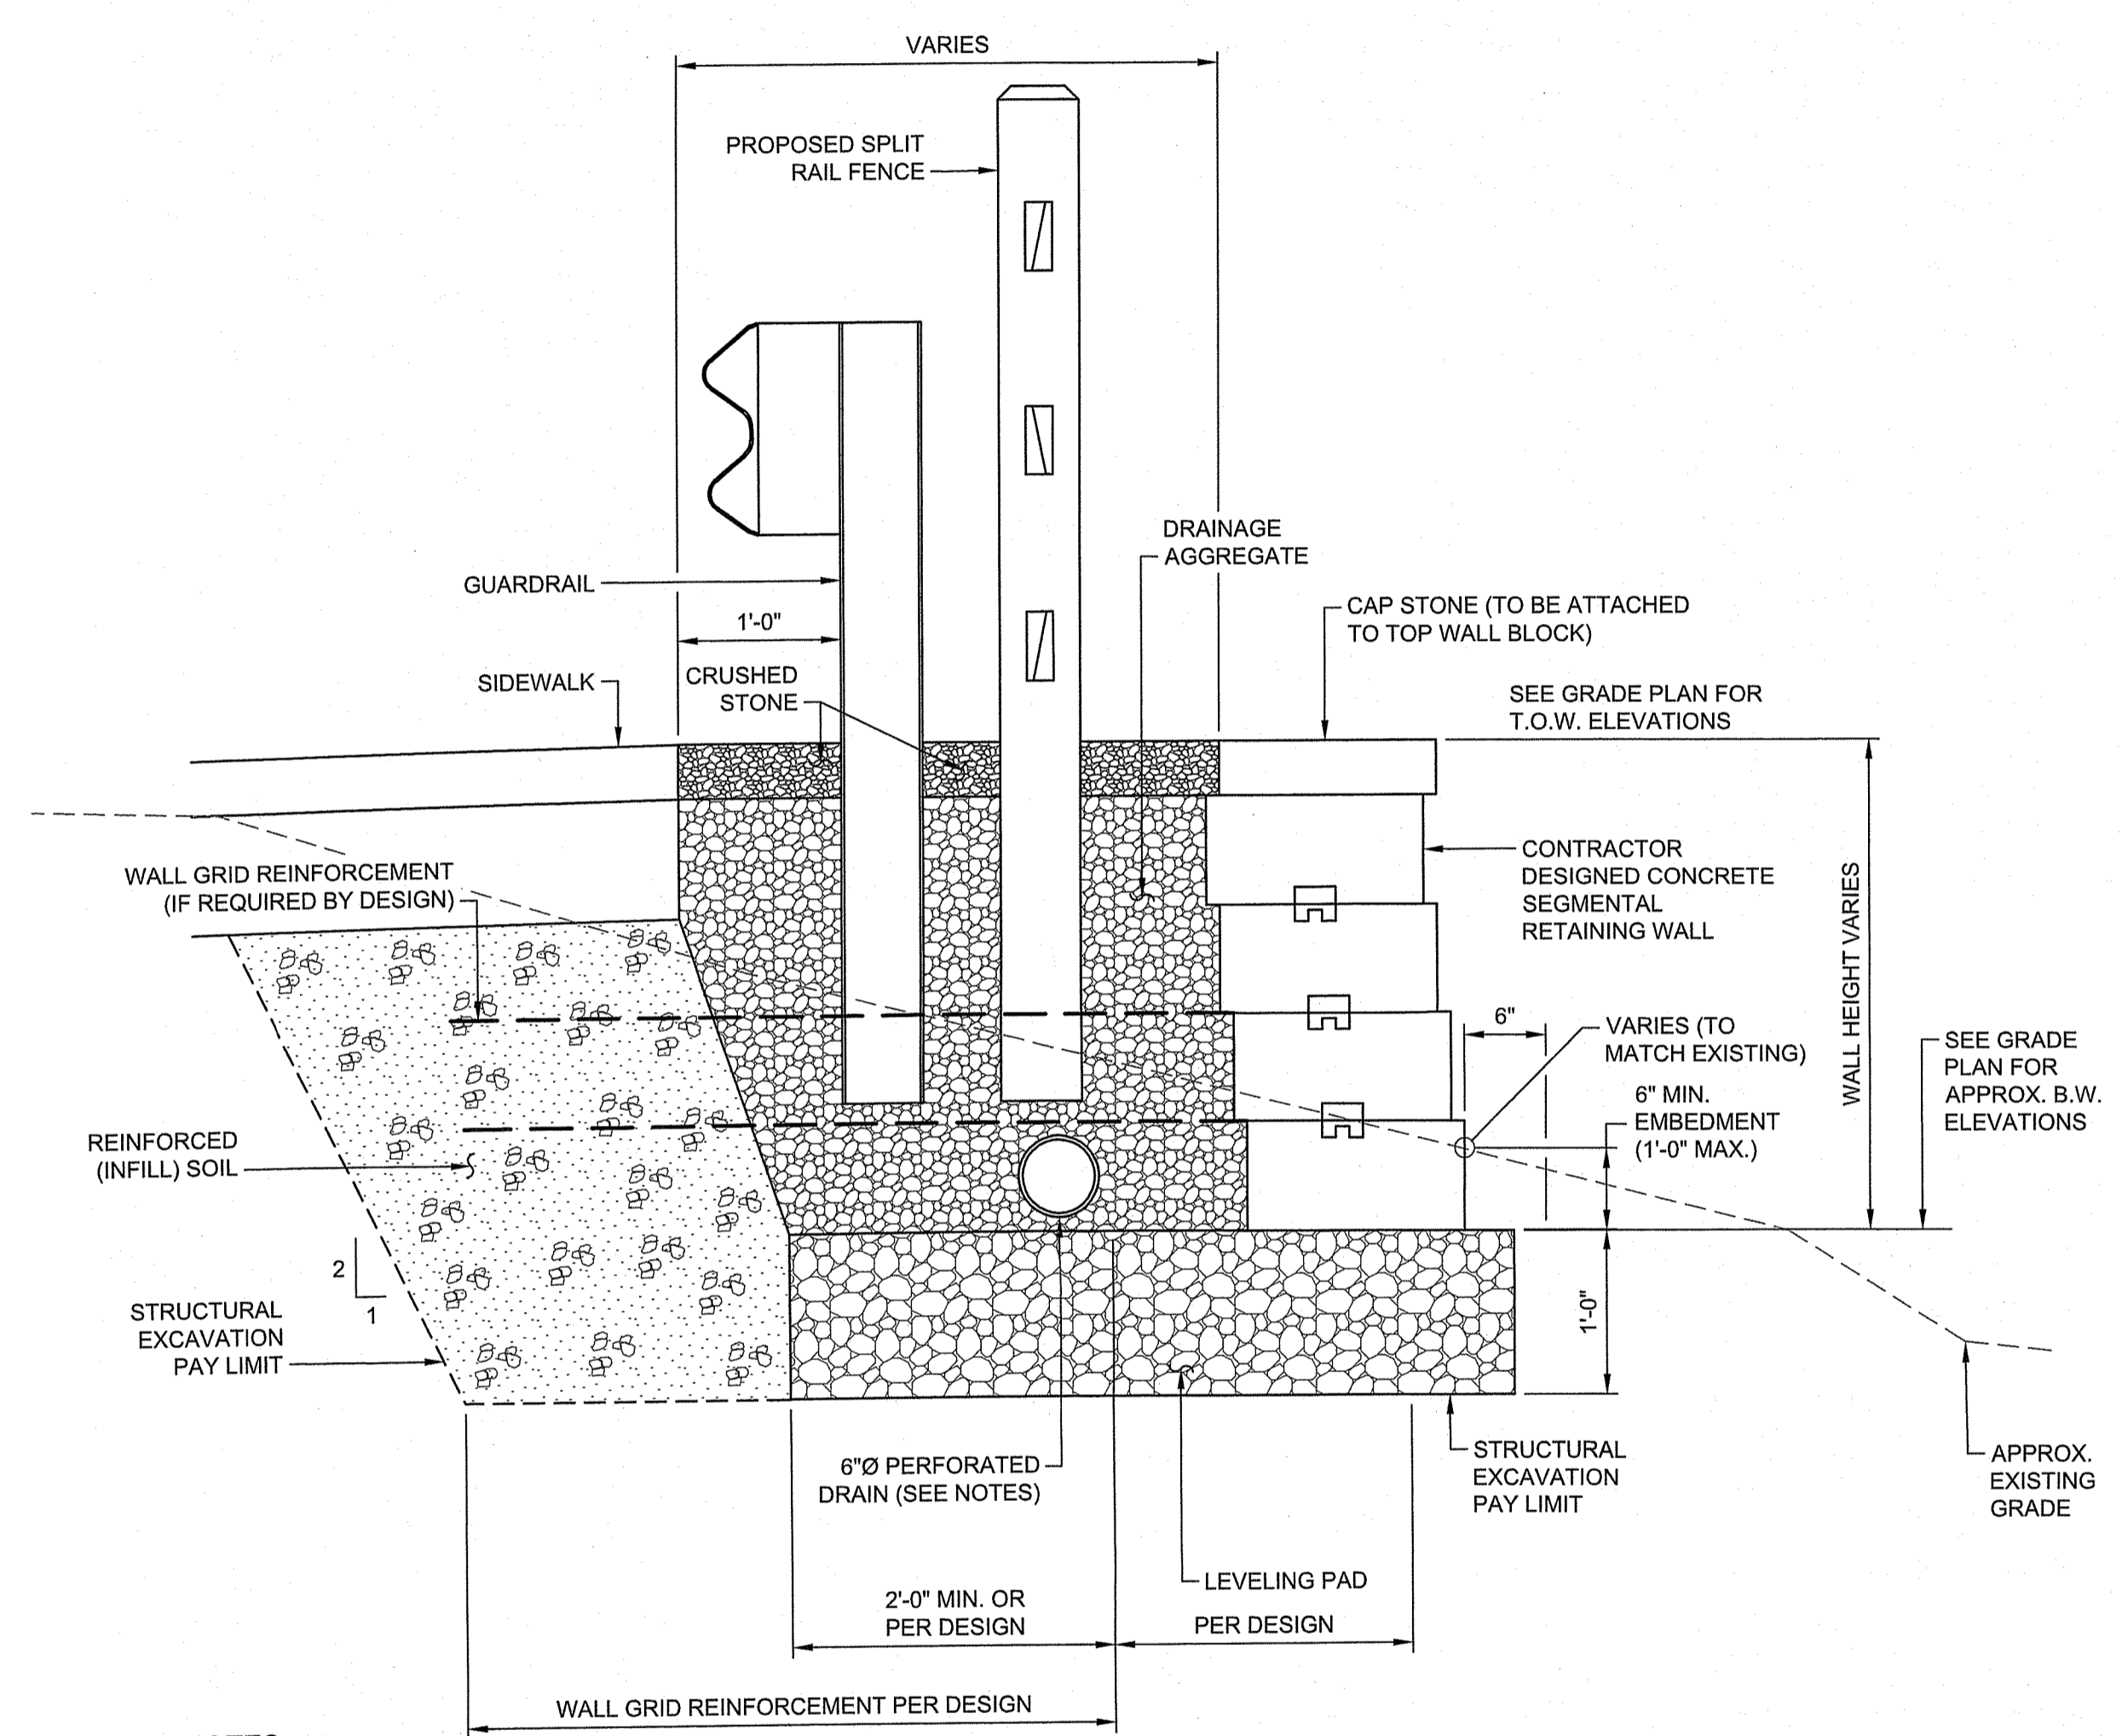 VARIES
PROPOSED SPLIT
RAIL FENCE
DRAINAGE
AGGREGATE
GUARDRAIL
1'-0"
CAP STONE (TO BE ATTACHED
TO TOP WALL BLOCK)
SIDEWALK
CRUSHED
STONE
SEE GRADE PLAN FOR
T.O.W. ELEVATIONS
WALL GRID REINFORCEMENT
(IF REQUIRED BY DESIGN)
CONTRACTOR
DESIGNED CONCRETE
SEGMENTAL
RETAINING WALL
WALL HEIGHT VARIES
6"
VARIES (TO
MATCH EXISTING)
SEE GRADE
PLAN FOR
APPROX. B.W.
ELEVATIONS
6" MIN.
EMBEDMENT
(1'-0" MAX.)
REINFORCED
(INFILL) SOIL
2
1
STRUCTURAL
EXCAVATION
PAY LIMIT
1'-0"
6"Ø PERFORATED
DRAIN (SEE NOTES)
STRUCTURAL
EXCAVATION
PAY LIMIT
APPROX.
EXISTING
GRADE
LEVELING PAD
2'-0" MIN. OR
PER DESIGN
PER DESIGN
WALL GRID REINFORCEMENT PER DESIGN